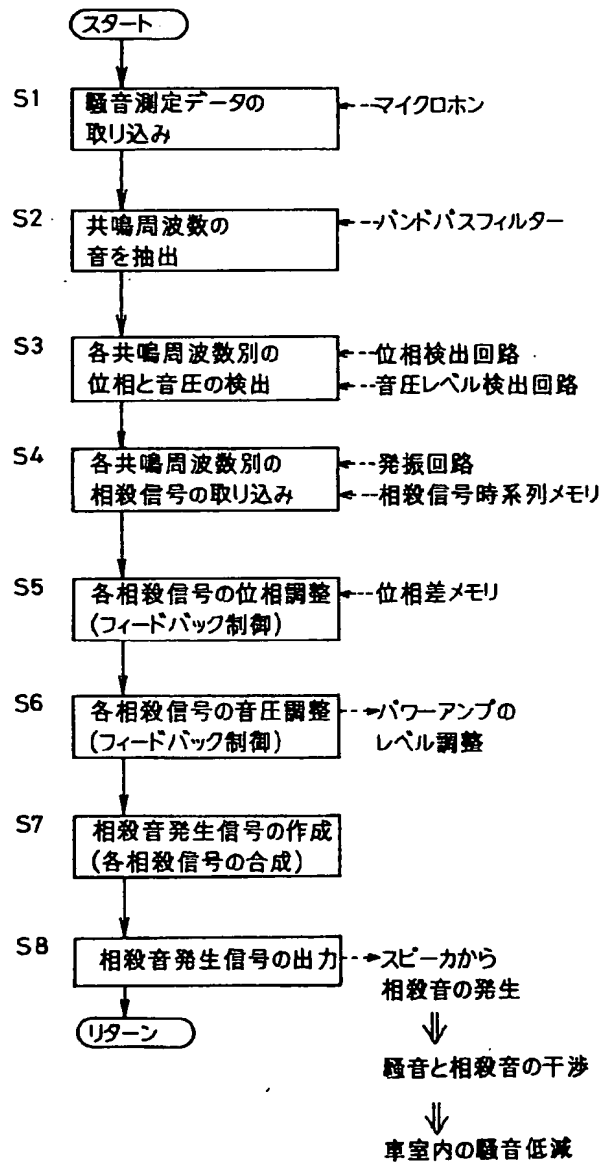 スタート
S1
騒音測定データの
取り込み
マイクロホン
S2
共鳴周波数の
音を抽出
バンドパスフィルター
S3
各共鳴周波数別の
位相と音圧の検出
位相検出回路
音圧レベル検出回路
S4
各共鳴周波数別の
相殺信号の取り込み
発振回路
相殺信号時系列メモリ
S5
各相殺信号の位相調整
(フィードバック制御)
位相差メモリ
S6
各相殺信号の音圧調整
(フィードバック制御)
パワーアンプの
レベル調整
S7
相殺音発生信号の作成
(各相殺信号の合成)
S8
相殺音発生信号の出力
スピーカから
相殺音の発生
リターン
騒音と相殺音の干渉
車室内の騒音低減